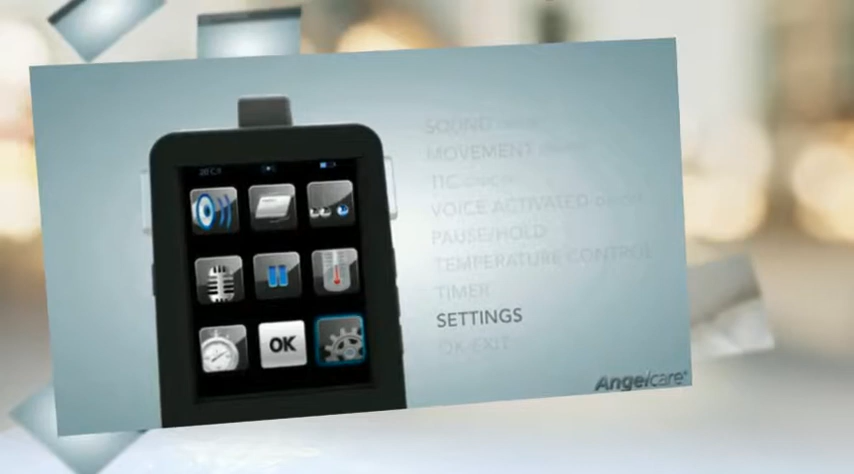 SOUND
MOVEMENT
TIC
VOICE ACTIVATED
PAUSE/HOLD
TEMPERATURE CONTROL
TIMER
SETTINGS
OK EXIT
OK
Angelcare®